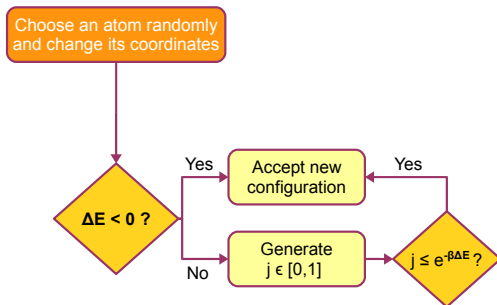 Choose an atom randomly
and change its coordinates
Yes
Accept new
configuration
Yes
ΔE < 0 ?
No
Generate
j ϵ [0,1]
j ≤ e^-βΔE ?